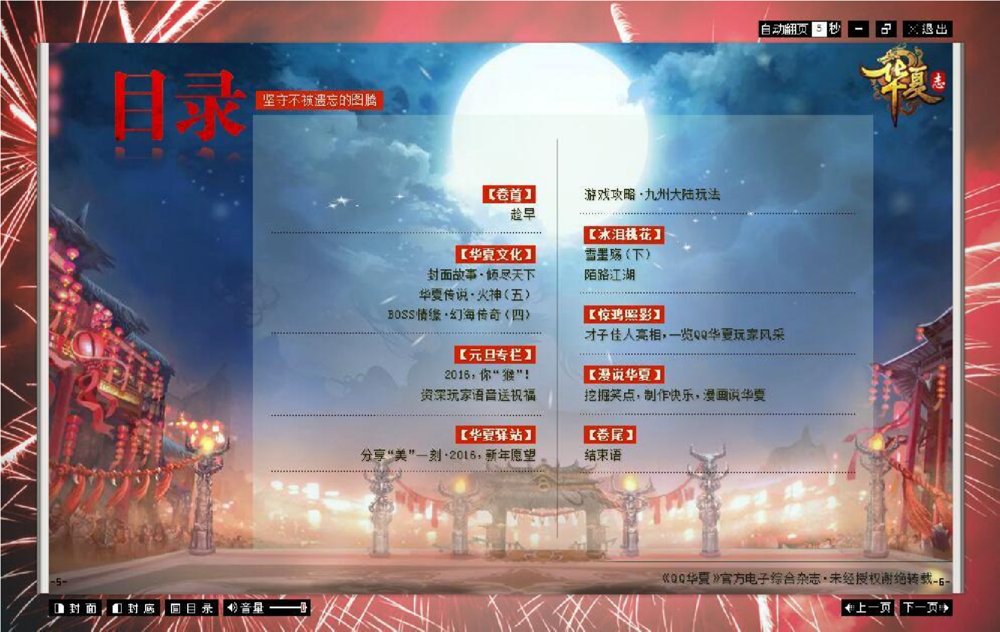 自动翻页 5 秒
退出
华夏志
目录
坚守不被遗忘的图腾
【卷首】
趁早
【华夏文化】
封面故事·倾尽天下
华夏传说·火神(五)
BOSS情缘·幻海传奇(四)
【元旦专栏】
2016,你“猴”!
资深玩家语音送祝福
【华夏驿站】
分享“美”一刻·2016,新年愿望
游戏攻略·九州大陆玩法
【冰泪桃花】
雪墨殇(下)
陌路江湖
【惊鸿照影】
才子佳人亮相,一览QQ华夏玩家风采
【漫说华夏】
挖掘笑点,制作快乐,漫画说华夏
【卷尾】
结束语
《QQ华夏》官方电子综合杂志·未经授权谢绝转载
-5-
-6-
封面
封底
目录
音量
上一页
下一页